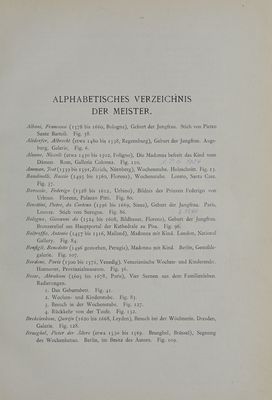 ALPHABETISCHES VERZEICHNIS
DER MEISTER.
Albani, Francesco (1578 bis 1660, Bologna), Geburt der Jungfrau. Stich von Pietro
Sante Bartoli. Fig. 38.
Altdorfer, Albrecht (etwa 1480 bis 1538, Regensburg), Geburt der Jungfrau. Augs-
burg, Galerie. Fig. 6.
Alunno, Niccolò (etwa 1430 bis 1502, Foligno), Die Madonna befreit das Kind vom
Dämon. Rom, Galleria Colonna. Fig. 120.
Amman, Jost (1539 bis 1591, Zürich, Nürnberg), Wochenstube. Holzschnitt. Fig. 13.
Bandinelli, Baccio (1493 bis 1560, Florenz), Wochenstube. Loreto, Santa Casa.
Fig. 37.
Baroccio, Federigo (1528 bis 1612, Urbino), Bildnis des Prinzen Federigo von
Urbino. Florenz, Palazzo Pitti. Fig. 80.
Berettini, Pietro, da Cortona (1596 bis 1669, Siena), Geburt der Jungfrau. Paris,
Louvre. Stich von Surugue. Fig. 86.
Bologna, Giovanni da (1524 bis 1608, Bildhauer, Florenz), Geburt der Jungfrau.
Bronzerelief am Hauptportal der Kathedrale zu Pisa. Fig. 96.
Boltraffio, Antonio (1467 bis 1516, Mailand), Madonna mit Kind. London, National
Gallery. Fig. 84.
Bonfigli, Benedetto (1496 gestorben, Perugia), Madonna mit Kind. Berlin, Gemälde-
galerie. Fig. 107.
Bordone, Paris (1500 bis 1571, Venedig). Venetianische Wochen- und Kinderstube.
Hannover, Provinzialmuseum. Fig. 36.
Bosse, Abraham (1605 bis 1678, Paris), Vier Szenen aus dem Familienleben.
Radierungen.
1. Das Gebärzimmer. Fig. 41.
2. Wochen- und Kinderstube. Fig. 83.
3. Besuch in der Wochenstube. Fig. 127.
4. Rückkehr von der Taufe. Fig. 132.
Brekelenkam, Quirijn (1620 bis 1668, Leyden), Besuch bei der Wöchnerin. Dresden,
Galerie. Fig. 128.
Brueghel, Pieter der Ältere (etwa 1530 bis 1569. Brueghel, Brüssel), Segnung
des Wochenbettes. Berlin, im Besitz des Autors. Fig. 109.